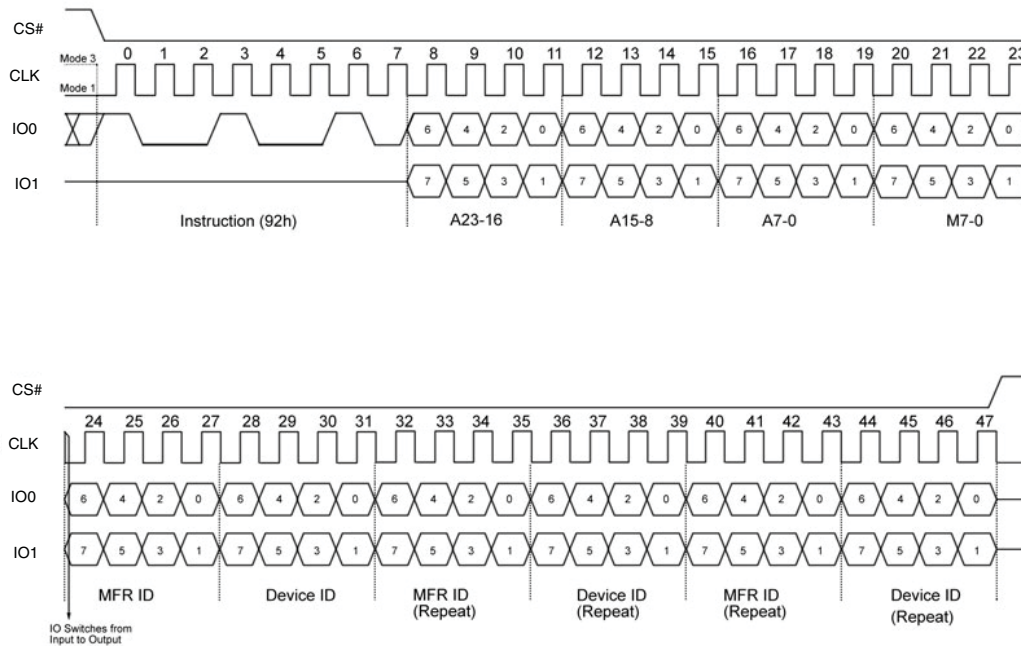 CS#
Mode 3
0 1 2 3 4 5 6 7 8 9 10 11 12 13 14 15 16 17 18 19 20 21 22 23
CLK
Mode 1
IO0 6 4 2 0 6 4 2 0 6 4 2 0 6 4 2 0
IO1 7 5 3 1 7 5 3 1 7 5 3 1 7 5 3 1
Instruction (92h) A23-16 A15-8 A7-0 M7-0
CS#
24 25 26 27 28 29 30 31 32 33 34 35 36 37 38 39 40 41 42 43 44 45 46 47
CLK
IO0 6 4 2 0 6 4 2 0 6 4 2 0 6 4 2 0 6 4 2 0 6 4 2 0
IO1 7 5 3 1 7 5 3 1 7 5 3 1 7 5 3 1 7 5 3 1 7 5 3 1
MFR ID Device ID MFR ID Device ID MFR ID Device ID
(Repeat) (Repeat) (Repeat) (Repeat)
IO Switches from
Input to Output